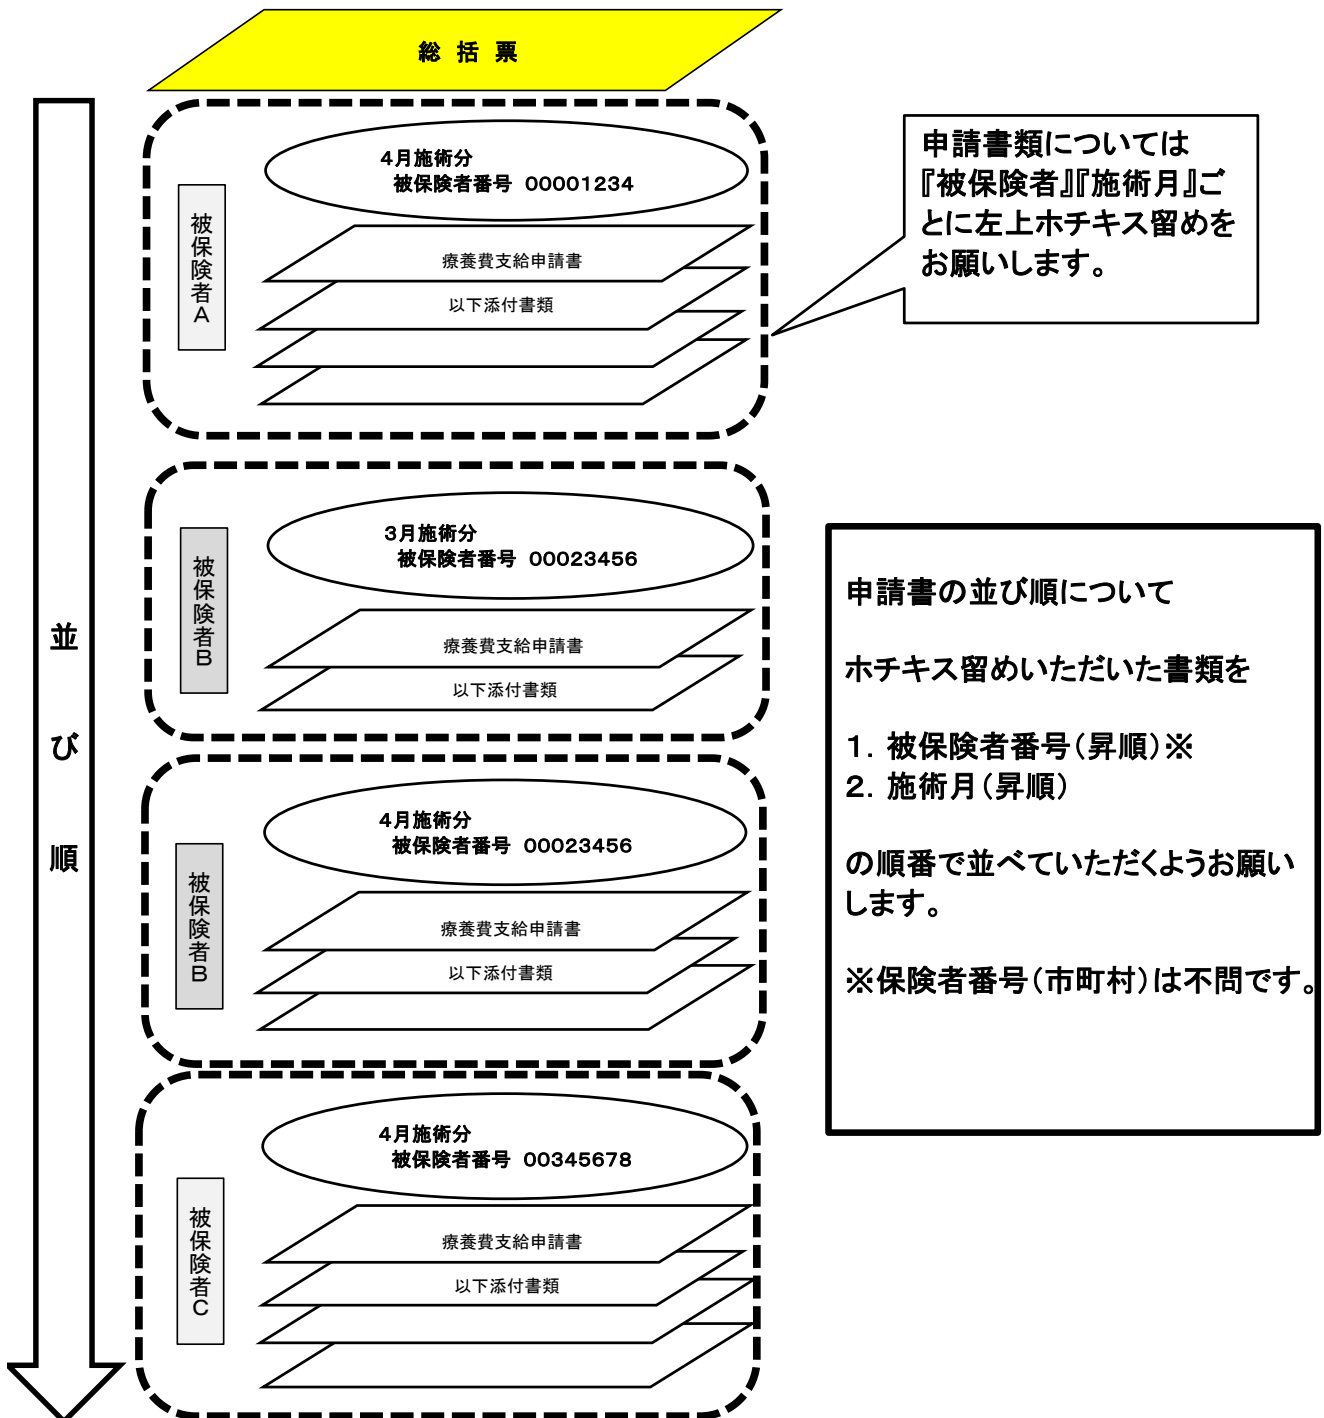 総 括 票
並び順
被保険者A
4月施術分
被保険者番号 00001234
療養費支給申請書
以下添付書類
申請書類については
『被保険者』『施術月』ご
とに左上ホチキス留めを
お願いします。
被保険者B
3月施術分
被保険者番号 00023456
療養費支給申請書
以下添付書類
被保険者B
4月施術分
被保険者番号 00023456
療養費支給申請書
以下添付書類
被保険者C
4月施術分
被保険者番号 00345678
療養費支給申請書
以下添付書類
申請書の並び順について
ホチキス留めいただいた書類を
1．被保険者番号（昇順）※
2．施術月（昇順）
の順番で並べていただくようお願い
します。
※保険者番号（市町村）は不問です。